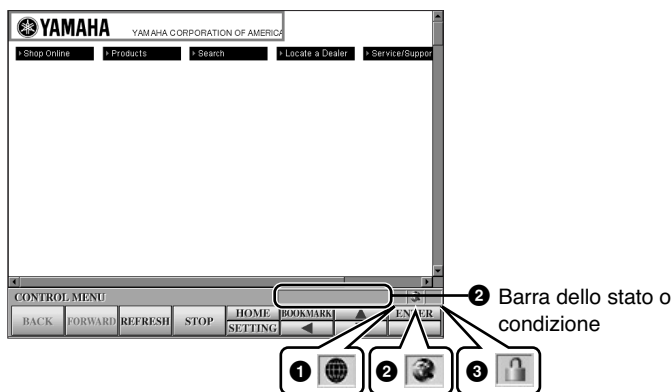 YAMAHA YAMAHA CORPORATION OF AMERICA
Shop Online Products Search Locate a Dealer Service/Suppor
CONTROL MENU
BACK FORWARD REFRESH STOP HOME BOOKMARK ENTER
SETTING
2 Barra dello stato o
condizione
1 2 3